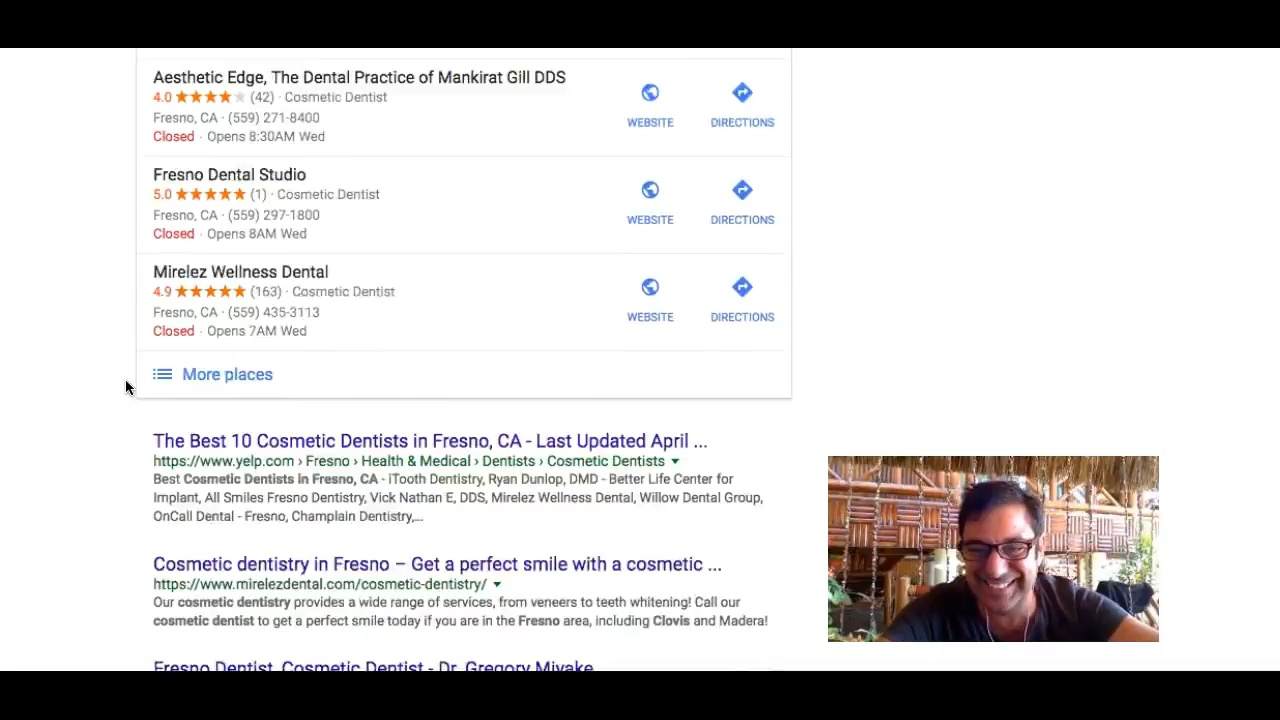 Aesthetic Edge, The Dental Practice of Mankirat Gill DDS
4.0 ★★★★★ (42) · Cosmetic Dentist
Fresno, CA · (559) 271-8400
Closed · Opens 8:30AM Wed
WEBSITE
DIRECTIONS
Fresno Dental Studio
5.0 ★★★★★ (1) · Cosmetic Dentist
Fresno, CA · (559) 297-1800
Closed · Opens 8AM Wed
WEBSITE
DIRECTIONS
Mirelez Wellness Dental
4.9 ★★★★★ (163) · Cosmetic Dentist
Fresno, CA · (559) 435-3113
Closed · Opens 7AM Wed
WEBSITE
DIRECTIONS
More places
The Best 10 Cosmetic Dentists in Fresno, CA - Last Updated April ...
https://www.yelp.com › Fresno › Health & Medical › Dentists › Cosmetic Dentists
Best Cosmetic Dentists in Fresno, CA - iTooth Dentistry, Ryan Dunlop, DMD - Better Life Center for
Implant, All Smiles Fresno Dentistry, Vick Nathan E, DDS, Mirelez Wellness Dental, Willow Dental Group,
OnCall Dental - Fresno, Champlain Dentistry,...
Cosmetic dentistry in Fresno – Get a perfect smile with a cosmetic ...
https://www.mirelezdental.com/cosmetic-dentistry/
Our cosmetic dentistry provides a wide range of services, from veneers to teeth whitening! Call our
cosmetic dentist to get a perfect smile today if you are in the Fresno area, including Clovis and Madera!
Fresno Dentist, Cosmetic Dentist - Dr. Gregory Miyake